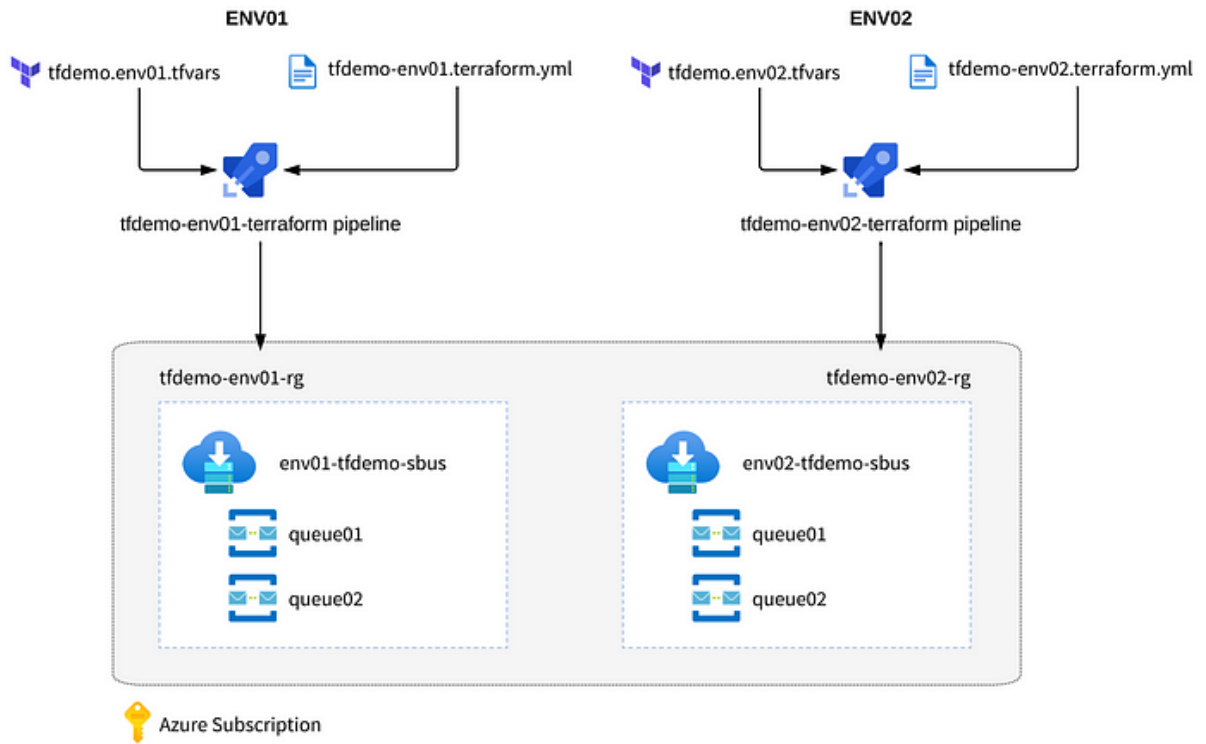 ENV01
ENV02
tfdemo.env01.tfvars
tfdemo-env01.terraform.yml
tfdemo.env02.tfvars
tfdemo-env02.terraform.yml
tfdemo-env01-terraform pipeline
tfdemo-env02-terraform pipeline
tfdemo-env01-rg
tfdemo-env02-rg
env01-tfdemo-sbus
queue01
queue02
env02-tfdemo-sbus
queue01
queue02
Azure Subscription